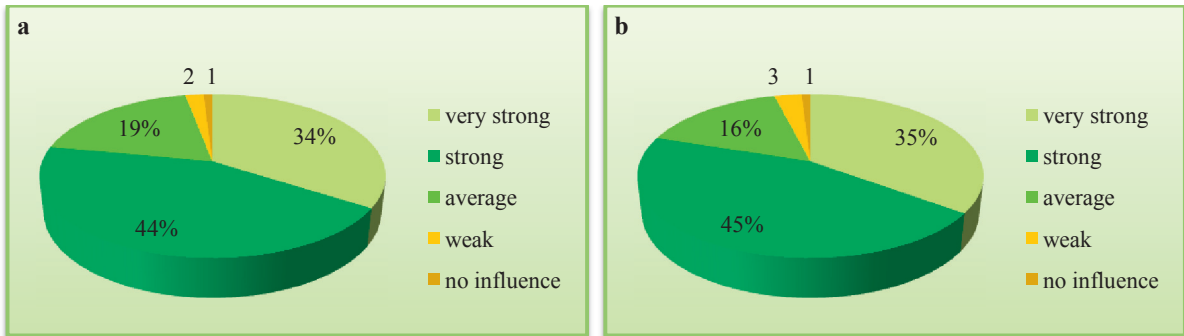 a
2 1
19%
34%
44%
very strong
strong
average
weak
no influence
b
3 1
16%
35%
45%
very strong
strong
average
weak
no influence